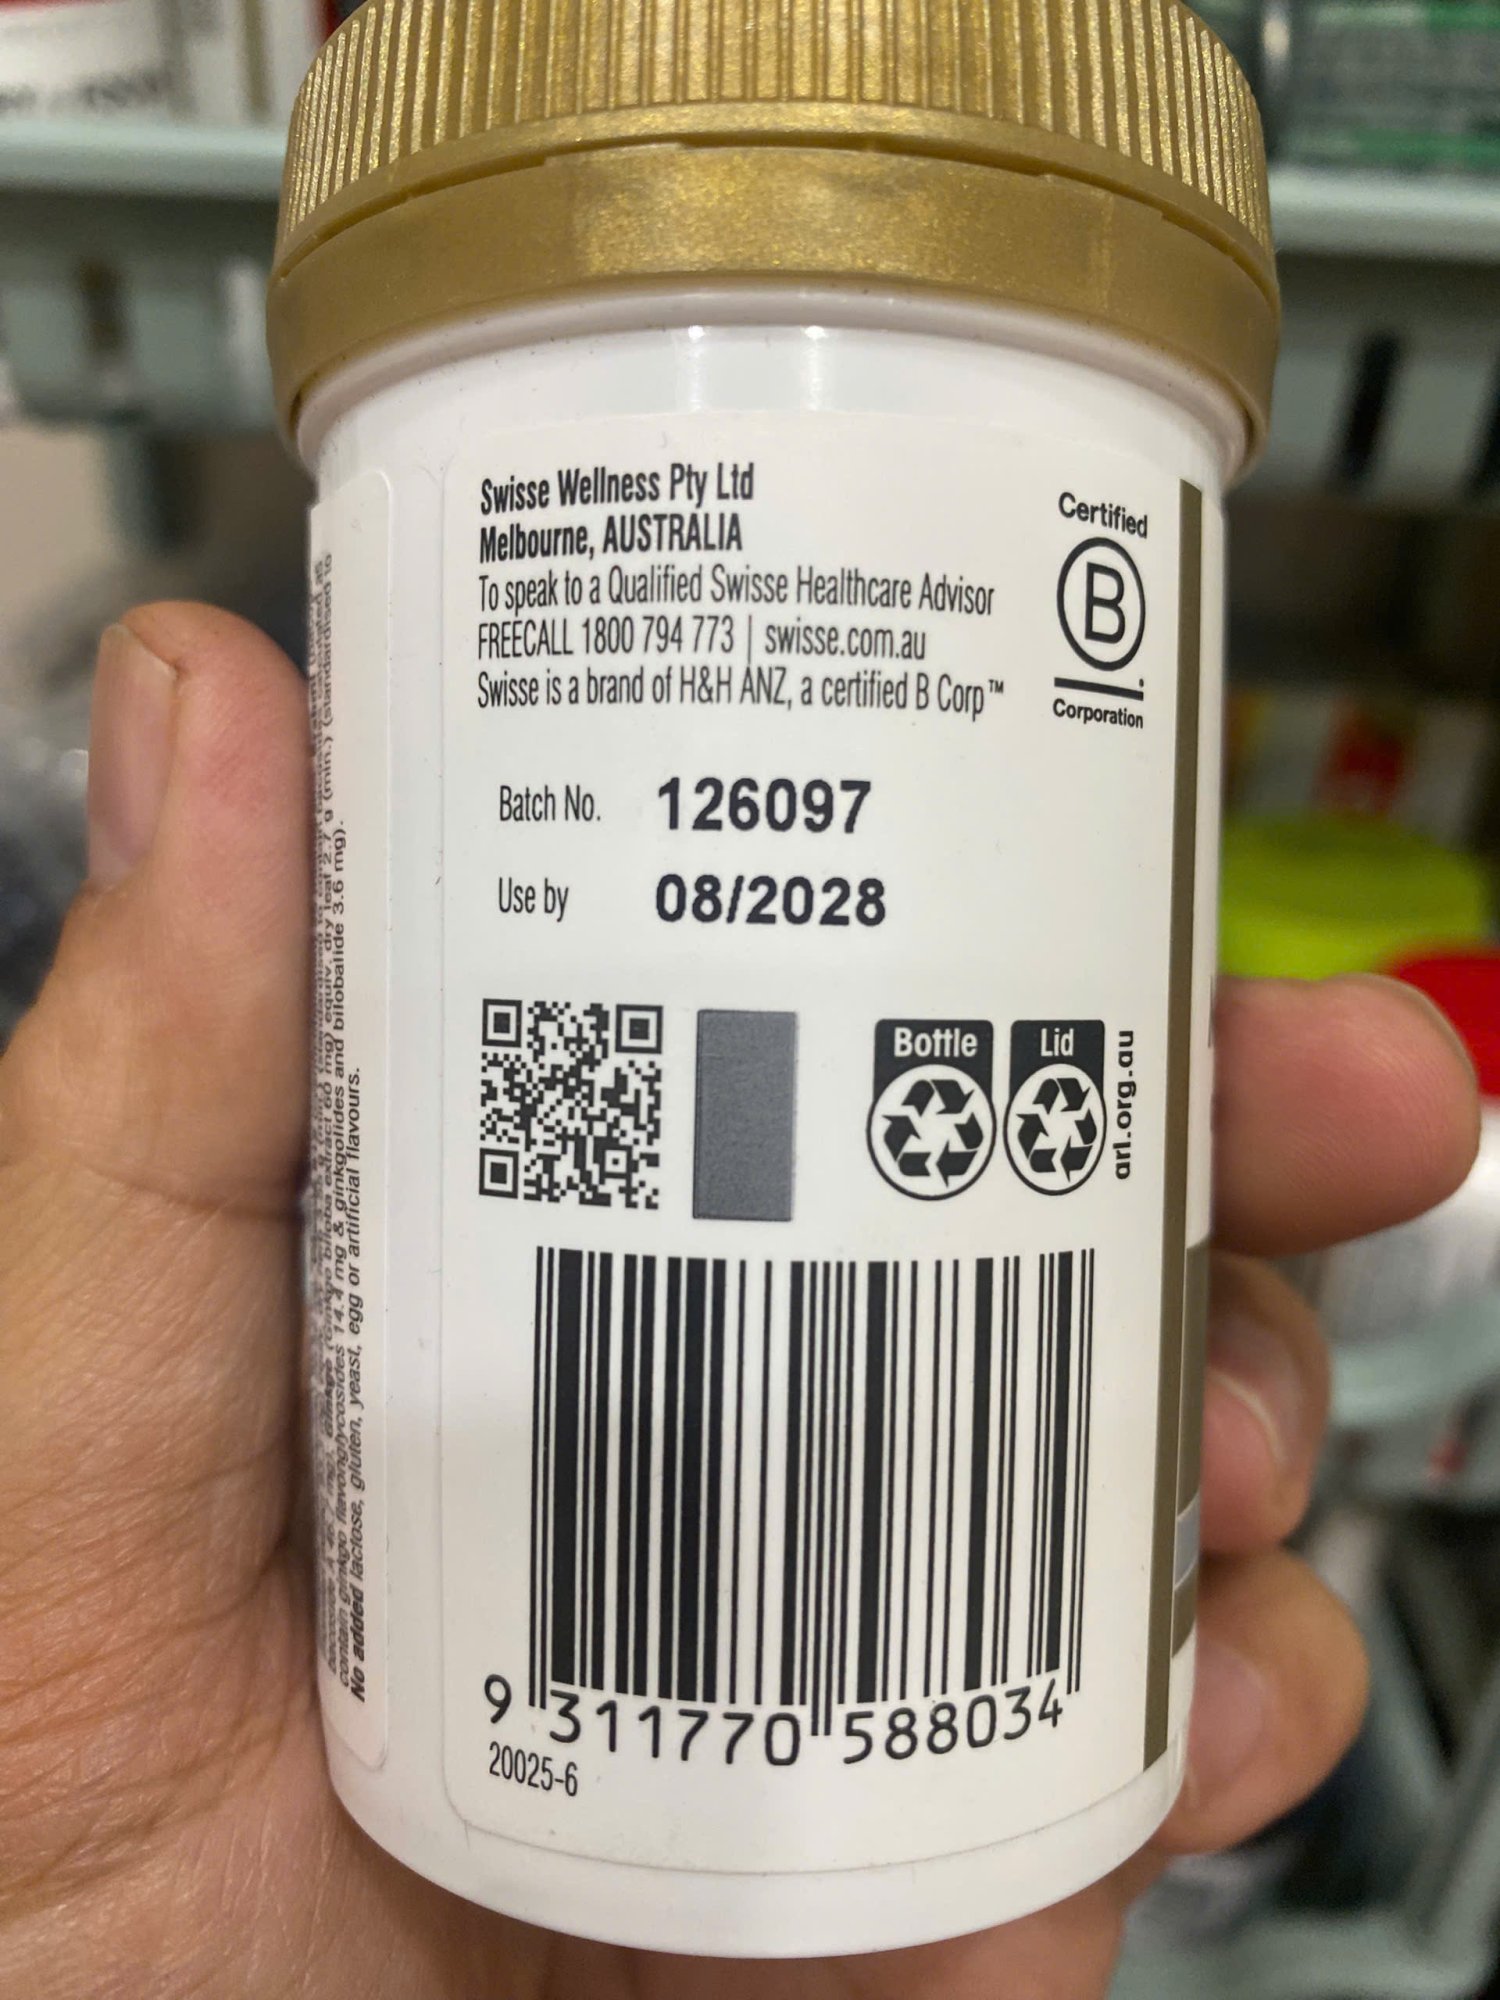 Swisse Wellness Pty Ltd
Melbourne, AUSTRALIA
To speak to a Qualified Swisse Healthcare Advisor
FREECALL 1800 794 773 | swisse.com.au
Swisse is a brand of H&H ANZ, a certified B Corp™
Certified
B
Corporation
Batch No. 126097
Use by 08/2028
Bottle
Lid
arl.org.au
9 311770 588034
20025-6
contain ginkgo flavonglycosides 14.4 mg & ginkgolides and bilobalide 3.6 mg).
No added lactose, gluten, yeast, egg or artificial flavours.